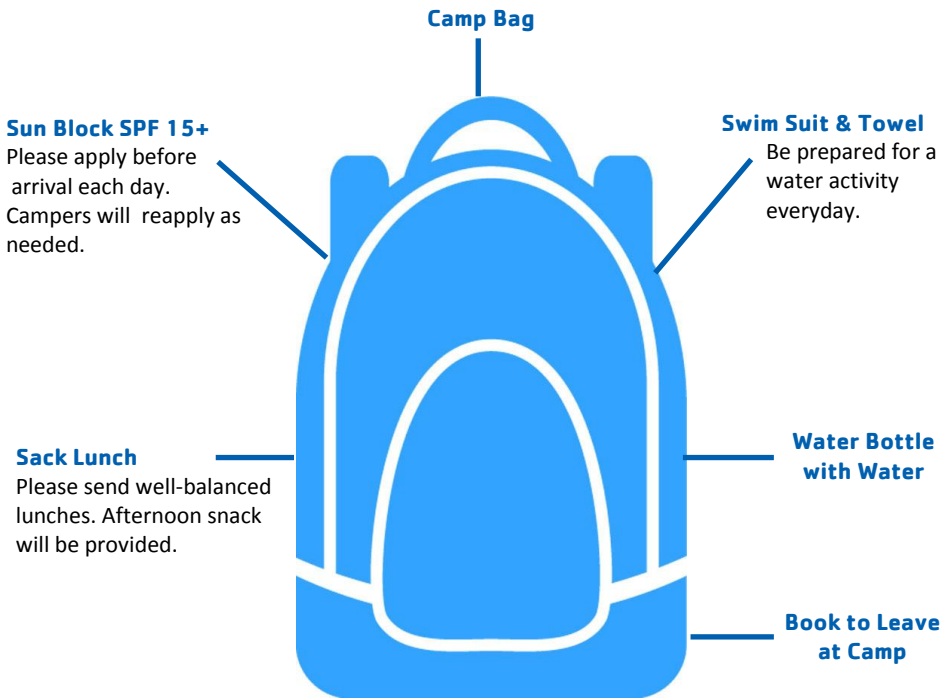 Camp Bag
Sun Block SPF 15+
Please apply before
arrival each day.
Campers will reapply as
needed.
Swim Suit & Towel
Be prepared for a
water activity
everyday.
Sack Lunch
Please send well-balanced
lunches. Afternoon snack
will be provided.
Water Bottle
with Water
Book to Leave
at Camp